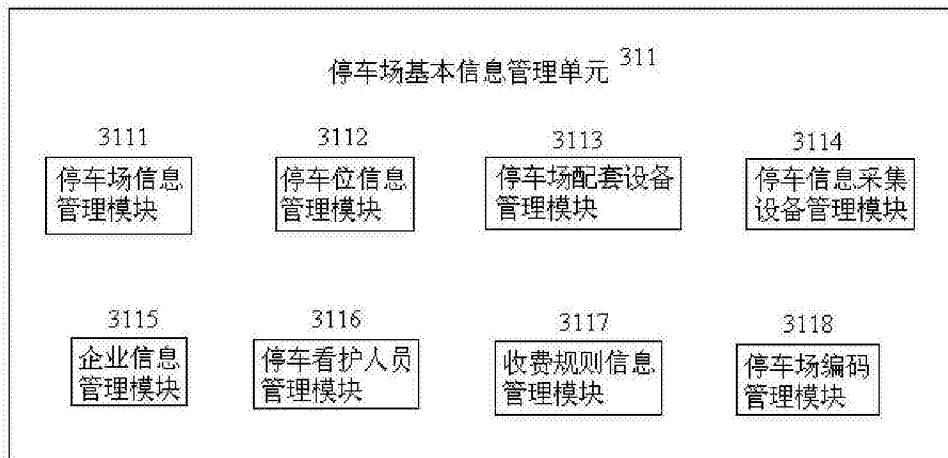 停车场基本信息管理单元 311
3111
停车场信息
管理模块
3112
停车位信息
管理模块
3113
停车场配套设备
管理模块
3114
停车信息采集
设备管理模块
3115
企业信息
管理模块
3116
停车看护人员
管理模块
3117
收费规则信息
管理模块
3118
停车场编码
管理模块